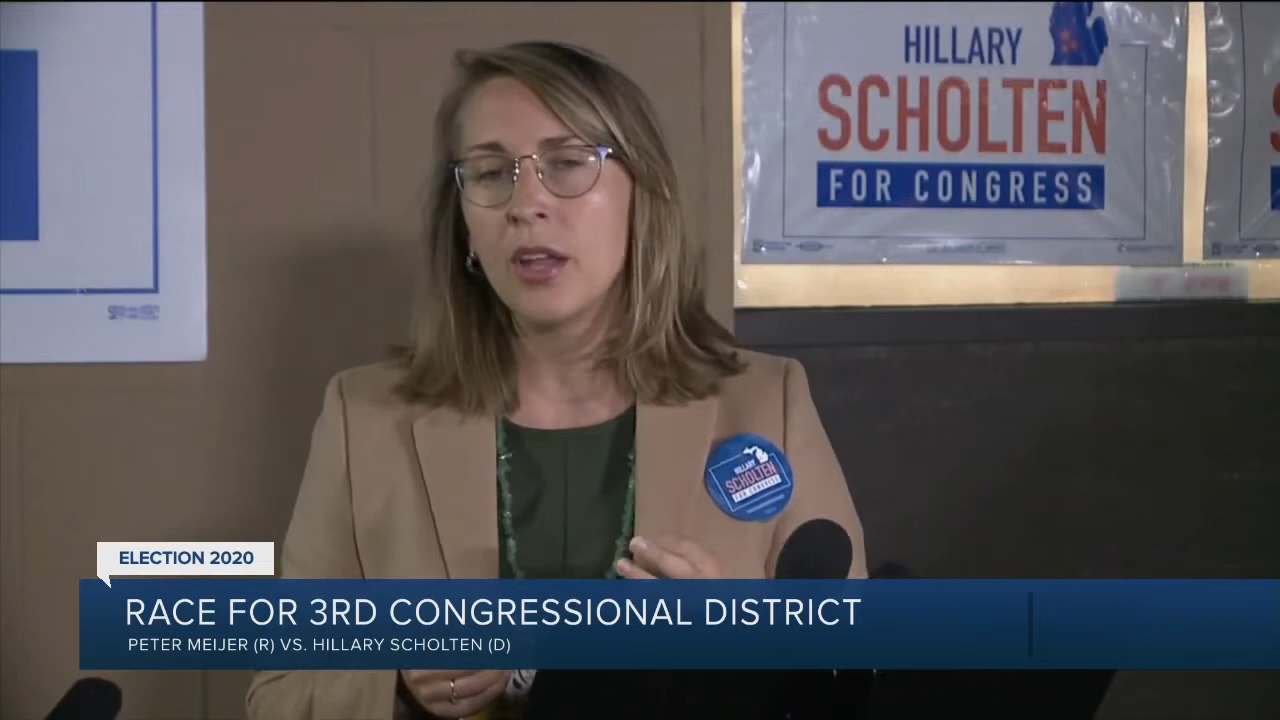 HILLARY
SCHOLTEN
FOR CONGRESS
HILLARY
SCHOLTEN
FOR CONGRESS
ELECTION 2020
RACE FOR 3RD CONGRESSIONAL DISTRICT
PETER MEIJER (R) VS. HILLARY SCHOLTEN (D)